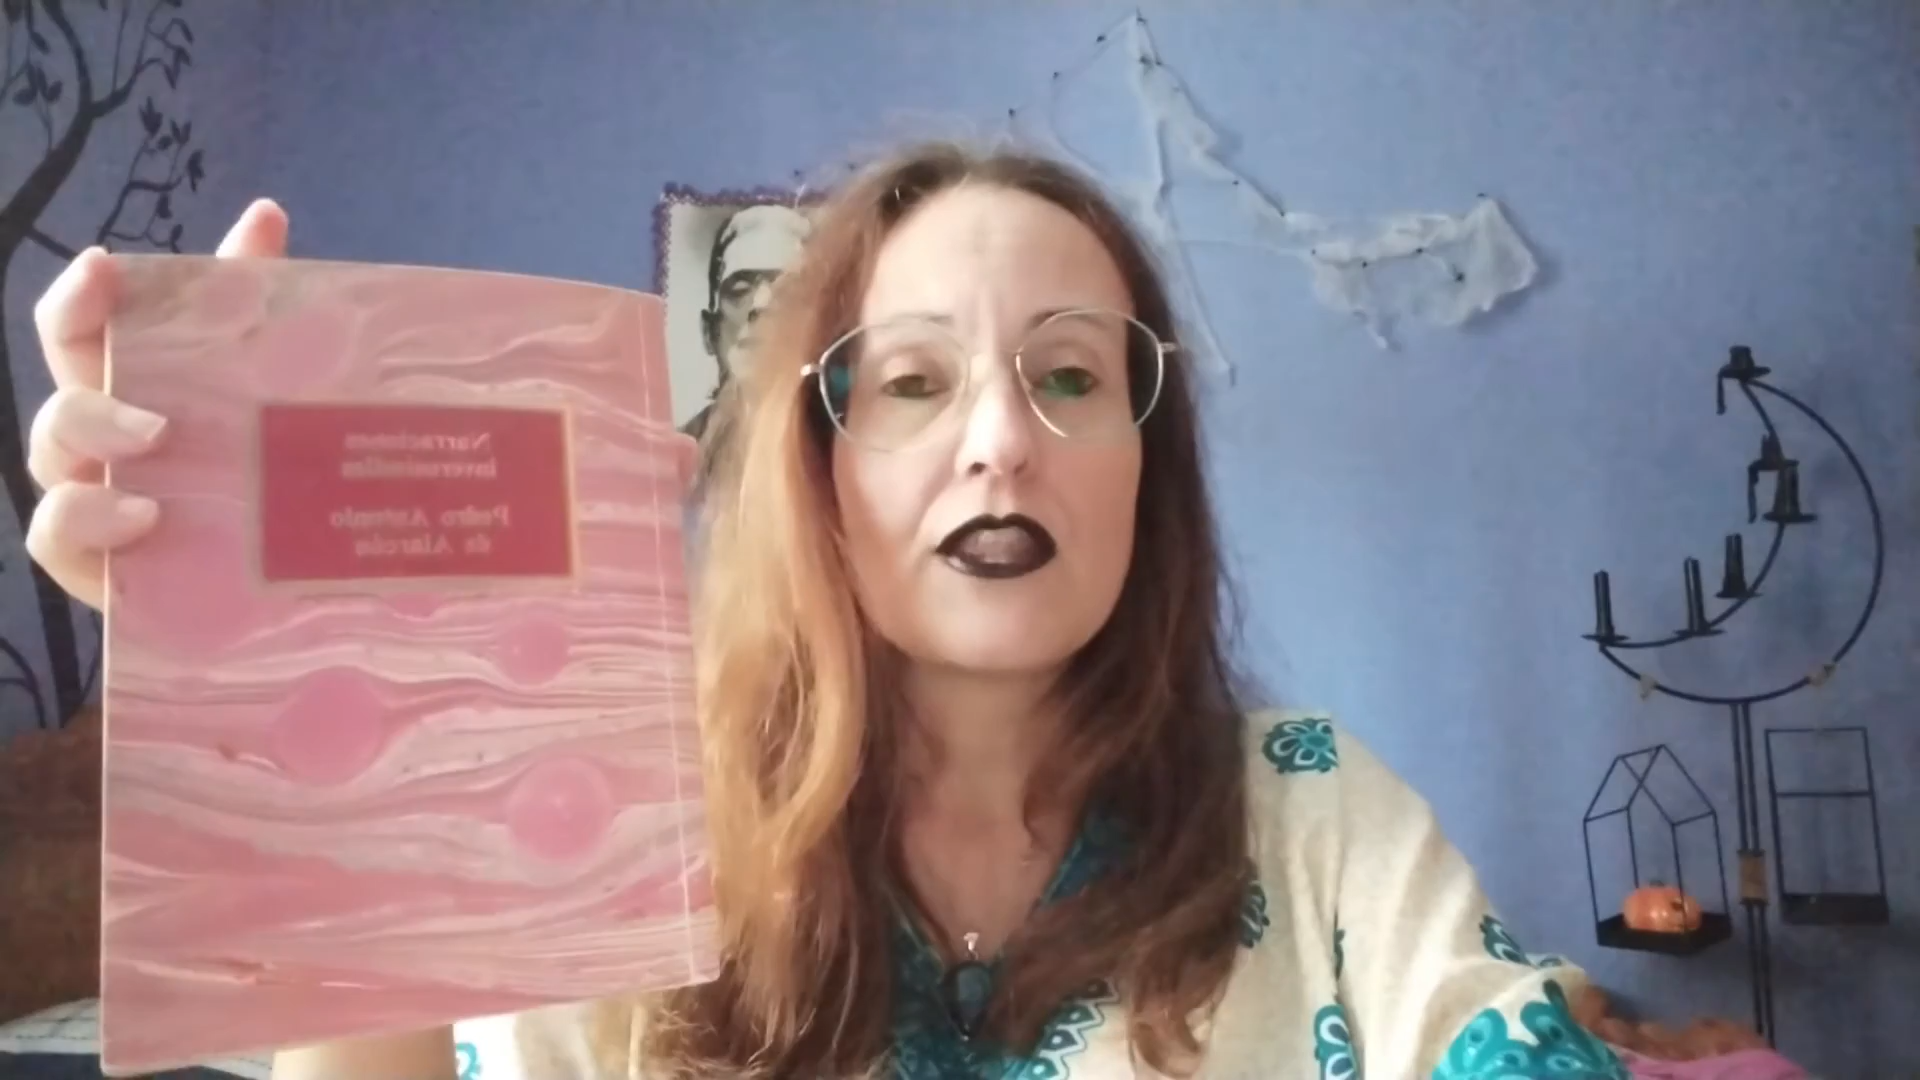 Narraciones
inverosímiles
Pedro Antonio
de Alarcón